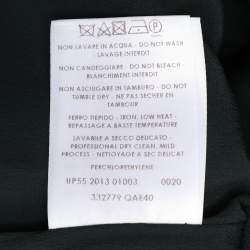 NON LAVARE IN ACQUA - DO NOT WASH
- LAVAGE INTERDIT
NON CANDEGGIARE - DO NOT BLEACH -
BLANCHIMENT INTERDIT
NON ASCIUGARE IN TAMBURO - DO NOT
TUMBLE DRY - NE PAS SECHER EN
TAMBOUR
FERRO TIEPIDO - IRON, LOW HEAT -
REPASSAGE A BASSE TEMPERATURE
LAVABILE A SECCO DELICATO -
PROFESSIONAL DRY CLEAN, MILD
PROCESS - NETTOYAGE A SEC DELICAT
PERCHLORETHYLENE
UP55 2013 01003 0020
332779 QAE40